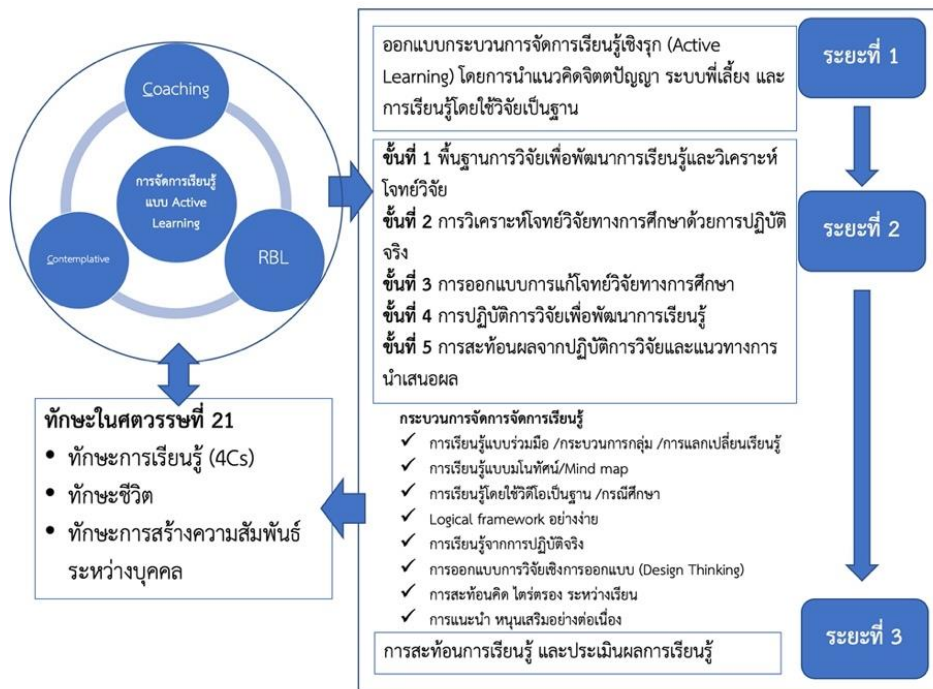 Coaching
การจัดการเรียนรู้
แบบ Active
Learning
Contemplative
RBL
ทักษะในศตวรรษที่ 21
• ทักษะการเรียนรู้ (4Cs)
• ทักษะชีวิต
• ทักษะการสร้างความสัมพันธ์
ระหว่างบุคคล
ออกแบบกระบวนการจัดการเรียนรู้เชิงรุก (Active
Learning) โดยการนำแนวคิดจิตตปัญญา ระบบพี่เลี้ยง และ
การเรียนรู้โดยใช้วิจัยเป็นฐาน
ระยะที่ 1
ขั้นที่ 1 พื้นฐานการวิจัยเพื่อพัฒนาการเรียนรู้และวิเคราะห์
โจทย์วิจัย
ขั้นที่ 2 การวิเคราะห์โจทย์วิจัยทางการศึกษาด้วยการปฏิบัติ
จริง
ขั้นที่ 3 การออกแบบการแก้โจทย์วิจัยทางการศึกษา
ขั้นที่ 4 การปฏิบัติการวิจัยเพื่อพัฒนาการเรียนรู้
ขั้นที่ 5 การสะท้อนผลจากปฏิบัติการวิจัยและแนวทางการ
นำเสนอผล
ระยะที่ 2
กระบวนการจัดการจัดการเรียนรู้
✓ การเรียนรู้แบบร่วมมือ /กระบวนการกลุ่ม /การแลกเปลี่ยนเรียนรู้
✓ การเรียนรู้แบบมโนทัศน์/Mind map
✓ การเรียนรู้โดยใช้วิดีโอเป็นฐาน /กรณีศึกษา
✓ Logical framework อย่างง่าย
✓ การเรียนรู้จากการปฏิบัติจริง
✓ การออกแบบการวิจัยเชิงการออกแบบ (Design Thinking)
✓ การสะท้อนคิด ไตร่ตรอง ระหว่างเรียน
✓ การแนะนำ หนุนเสริมอย่างต่อเนื่อง
การสะท้อนการเรียนรู้ และประเมินผลการเรียนรู้
ระยะที่ 3